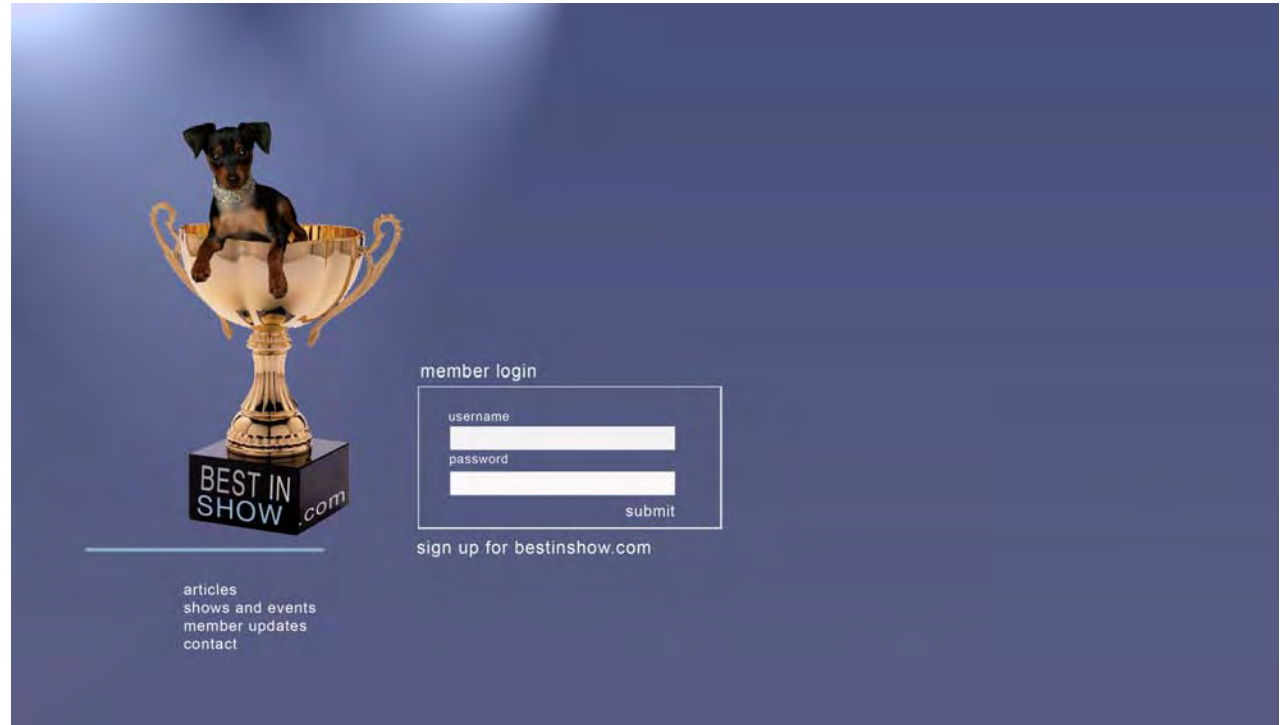 member login
username
password
BEST IN
SHOW .com
submit
sign up for bestinshow.com
articles
shows and events
member updates
contact